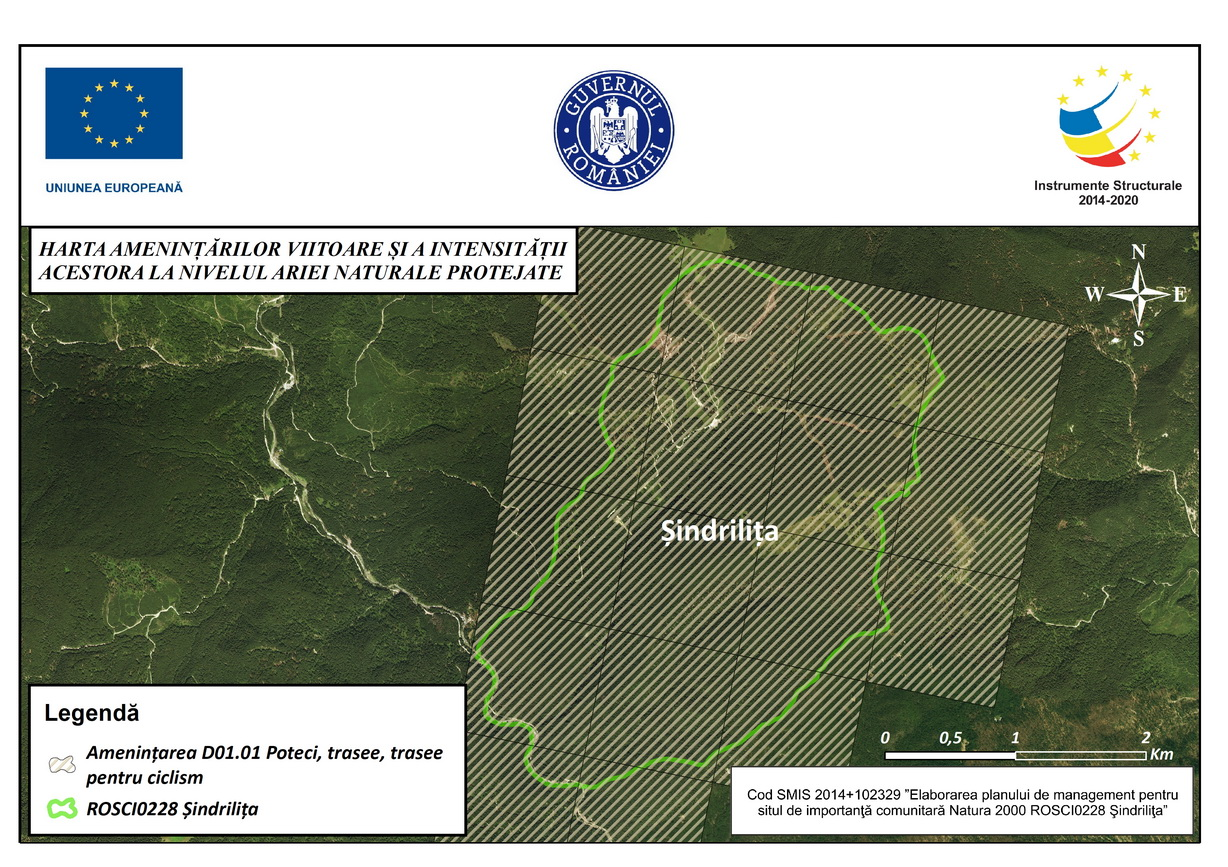 GUVERNUL
ROMÂNIEI
UNIUNEA EUROPEANĂ
Instrumente Structurale
2014-2020
HARTA AMENINȚĂRILOR VIITOARE ȘI A INTENSITĂȚII
ACESTORA LA NIVELUL ARIEI NATURALE PROTEJATE
N
W E
S
Șindrilița
Legendă
Amenințarea D01.01 Poteci, trasee, trasee
pentru ciclism
ROSCI0228 Șindrilița
0 0,5 1 2
Km
Cod SMIS 2014+102329 ”Elaborarea planului de management pentru
situl de importanţă comunitară Natura 2000 ROSCI0228 Şindriliţa”